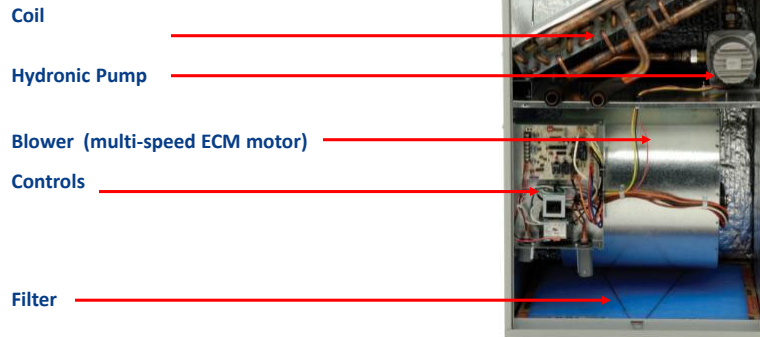 Coil
Hydronic Pump
Blower (multi-speed ECM motor)
Controls
Filter